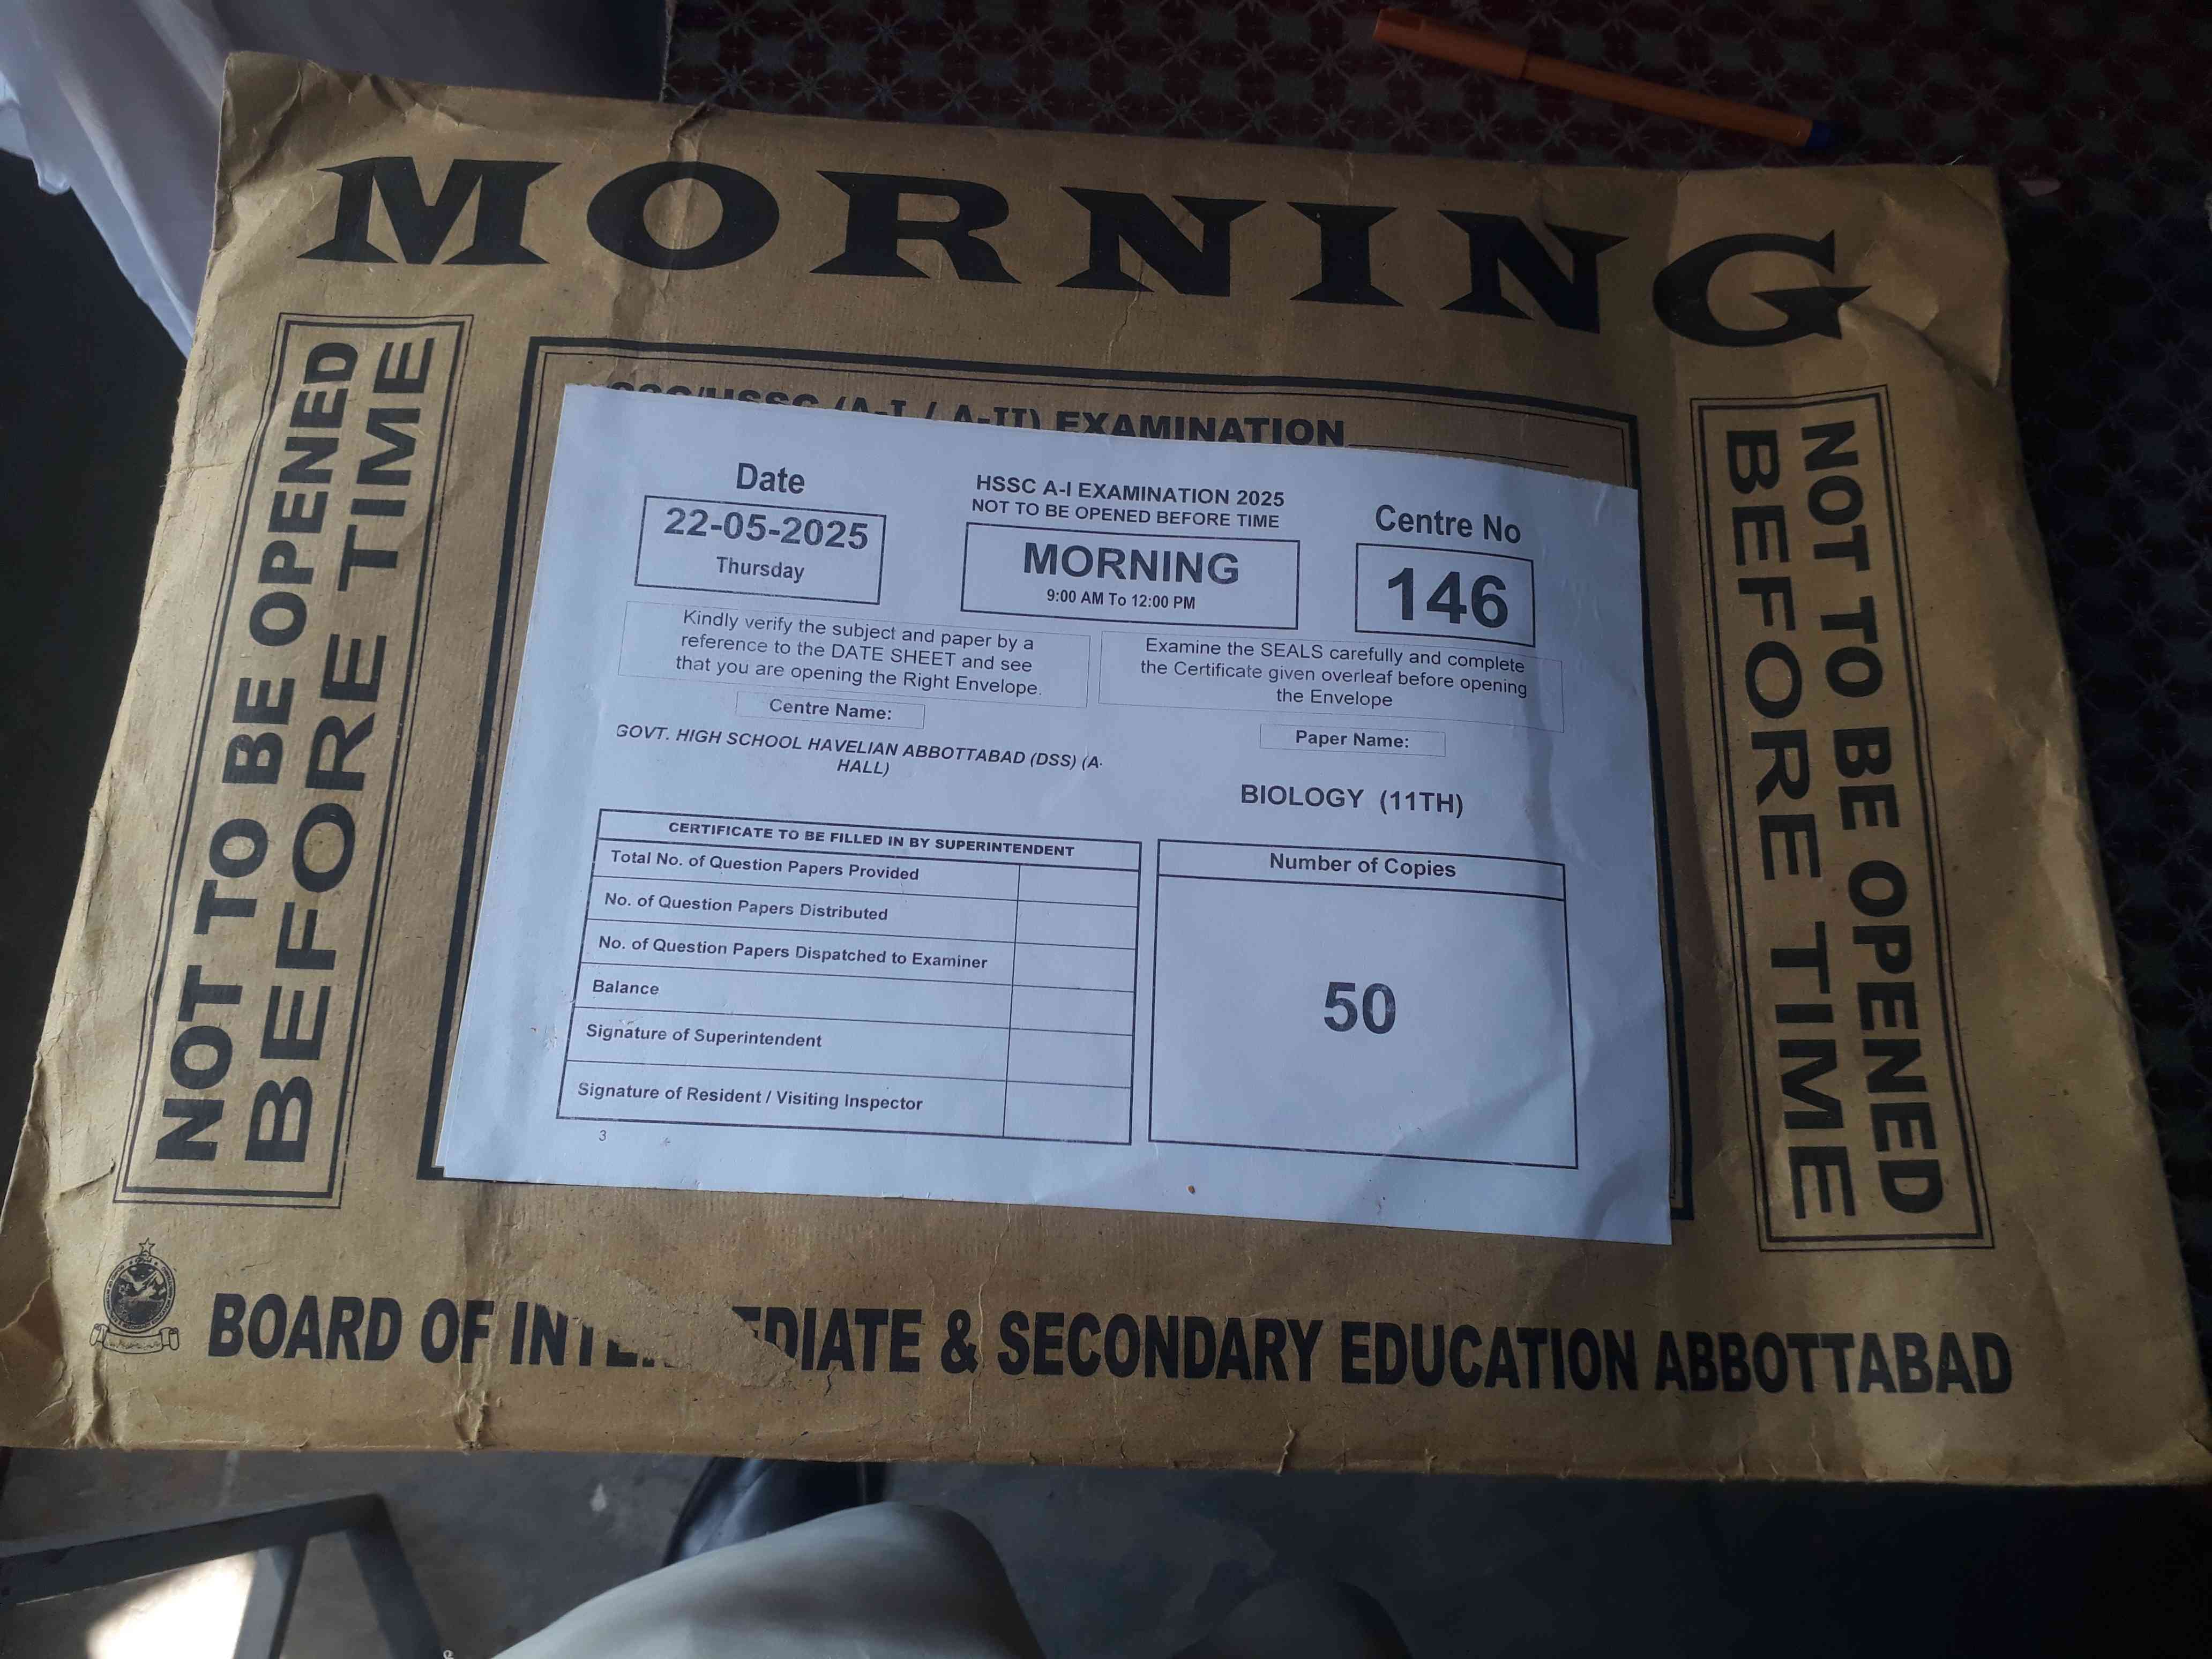 MORNING
NOT TO BE OPENED
BEFORE TIME
SSC/HSSC (A-I / A-II) EXAMINATION
Date
22-05-2025
Thursday
HSSC A-I EXAMINATION 2025
NOT TO BE OPENED BEFORE TIME
MORNING
9:00 AM To 12:00 PM
Centre No
146
Kindly verify the subject and paper by a
reference to the DATE SHEET and see
that you are opening the Right Envelope.
Examine the SEALS carefully and complete
the Certificate given overleaf before opening
the Envelope
Centre Name:
GOVT. HIGH SCHOOL HAVELIAN ABBOTTABAD (DSS) (A-
HALL)
Paper Name:
BIOLOGY (11TH)
CERTIFICATE TO BE FILLED IN BY SUPERINTENDENT
Total No. of Question Papers Provided
No. of Question Papers Distributed
No. of Question Papers Dispatched to Examiner
Balance
Signature of Superintendent
Signature of Resident / Visiting Inspector
3
Number of Copies
50
NOT TO BE OPENED
BEFORE TIME
BOARD OF INTE EDIATE & SECONDARY EDUCATION ABBOTTABAD